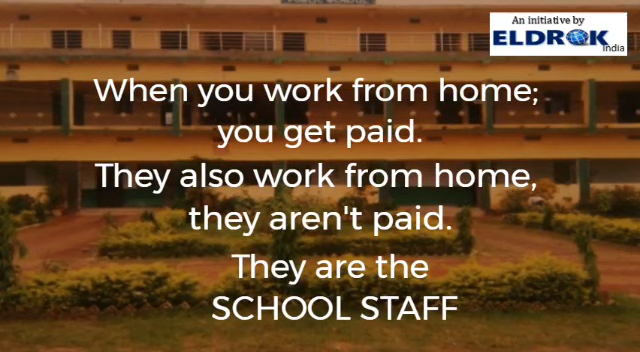 An initiative by
ELDROK
India
When you work from home;
you get paid.
They also work from home,
they aren't paid.
They are the
SCHOOL STAFF